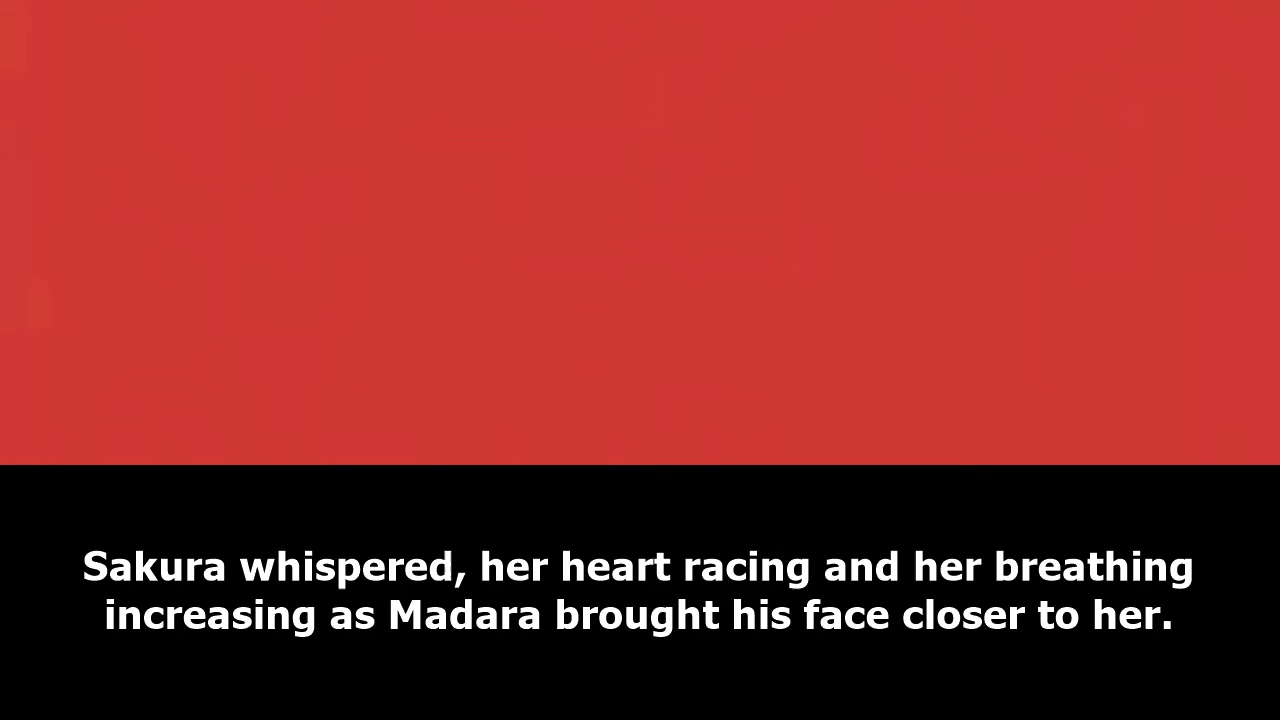 Sakura whispered, her heart racing and her breathing
increasing as Madara brought his face closer to her.